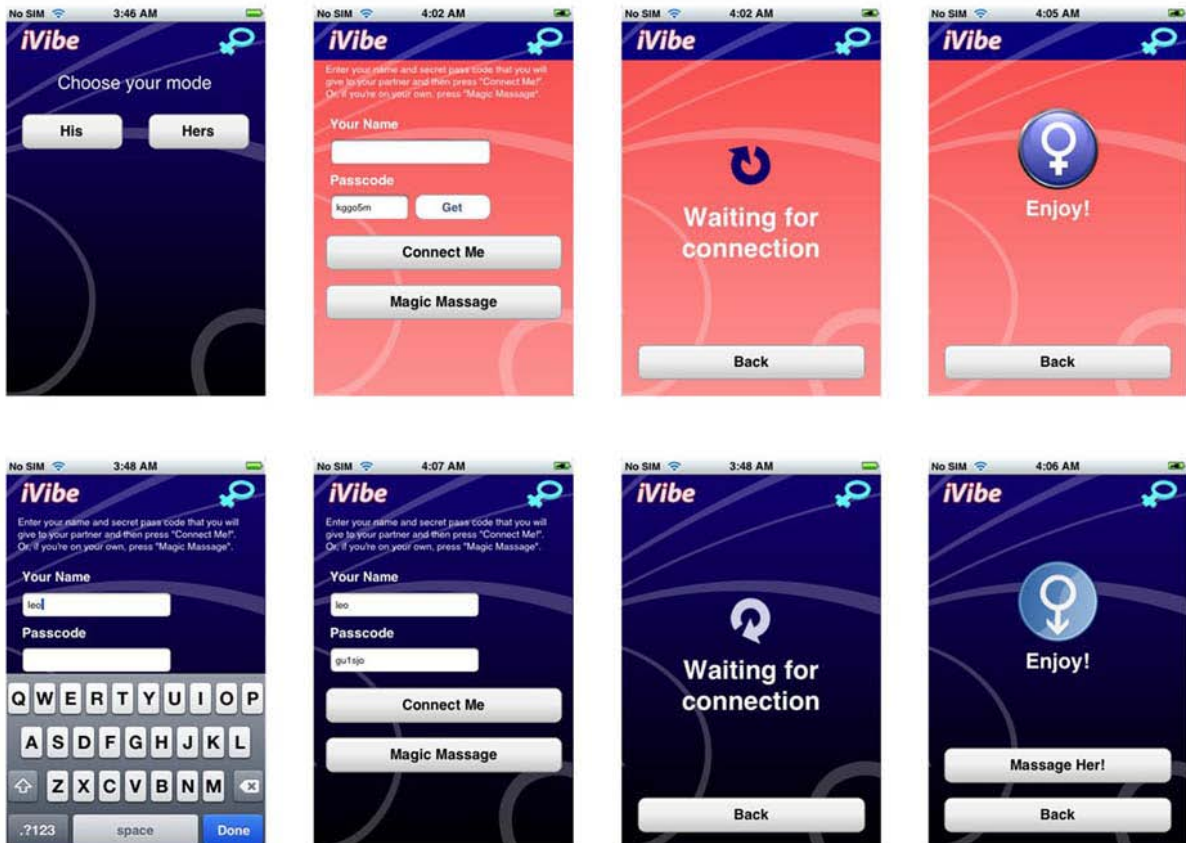 No SIM 3:46 AM
iVibe
Choose your mode
His Hers
No SIM 4:02 AM
iVibe
Enter your name and secret pass code that you will
give to your partner and then press "Connect Me!".
Or, if you're on your own, press "Magic Message".
Your Name
Passcode
kggo5m Get
Connect Me
Magic Massage
No SIM 4:02 AM
iVibe
Waiting for
connection
Back
No SIM 4:05 AM
iVibe
Enjoy!
Back
No SIM 3:48 AM
iVibe
Enter your name and secret pass code that you will
give to your partner and then press "Connect Me!".
Or, if you're on your own, press "Magic Massage".
Your Name
leo
Passcode
Q W E R T Y U I O P
A S D F G H J K L
Z X C V B N M
.?123 space Done
No SIM 4:07 AM
iVibe
Enter your name and secret pass code that you will
give to your partner and then press "Connect Me!".
Or, if you're on your own, press "Magic Massage".
Your Name
leo
Passcode
gu1sjo
Connect Me
Magic Massage
No SIM 3:48 AM
iVibe
Waiting for
connection
Back
No SIM 4:06 AM
iVibe
Enjoy!
Massage Her!
Back